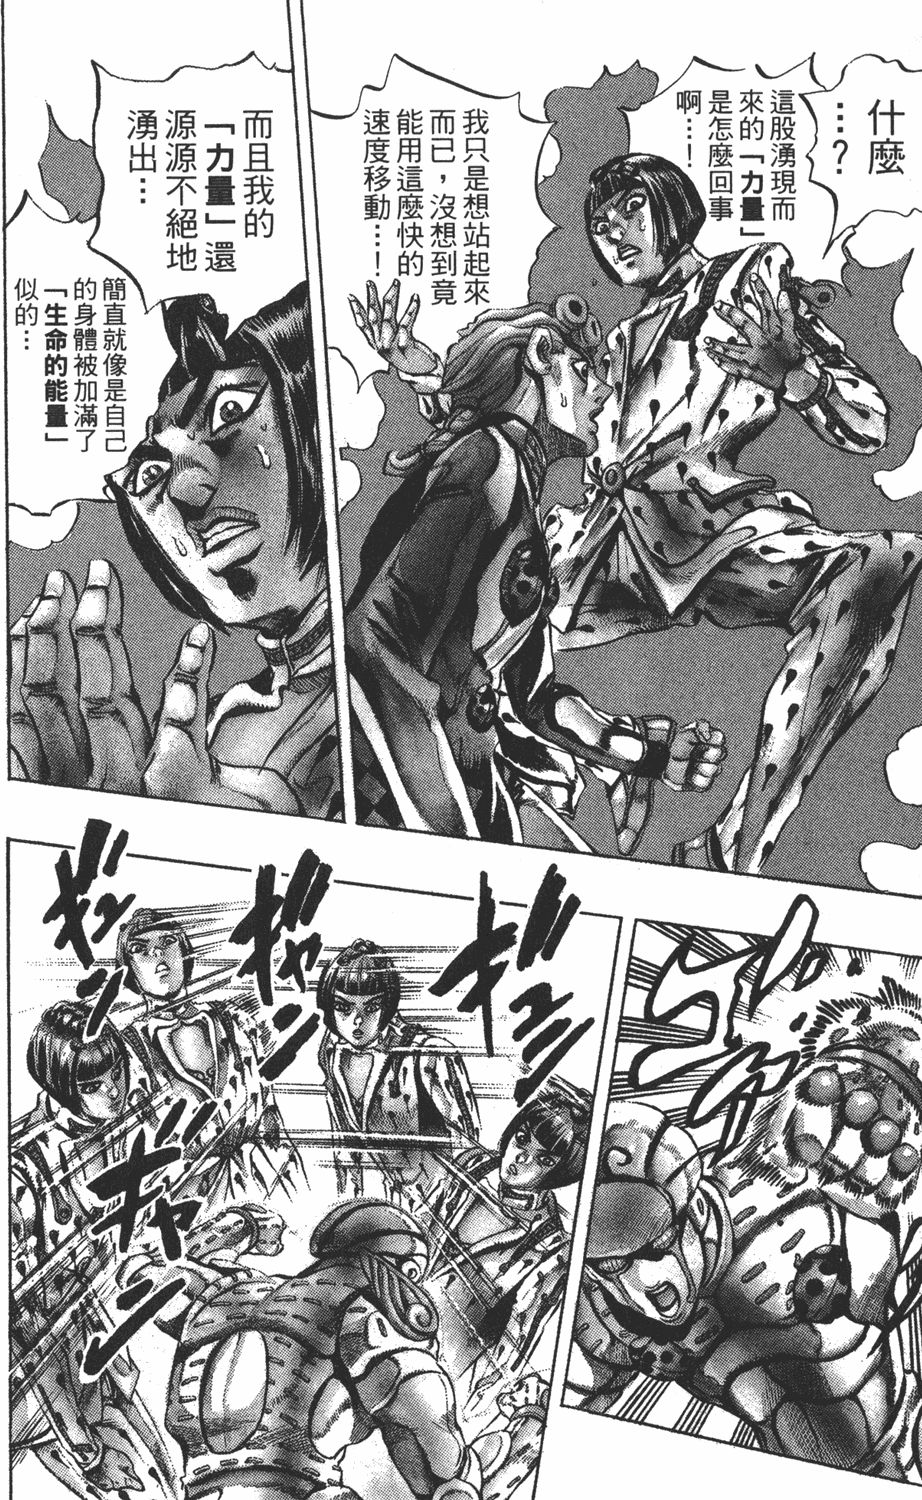 什麼
…?
這股湧現而
來的「力量」
是怎麼回事
啊…!
我只是想站起來
而已，沒想到竟
能用這麼快的
速度移動…!
而且我的
「力量」還
源源不絕地
湧出…
簡直就像是自己
的身體被加滿了
「生命的能量」
似的…
ギュン
ギャン
ギュン
ギャン